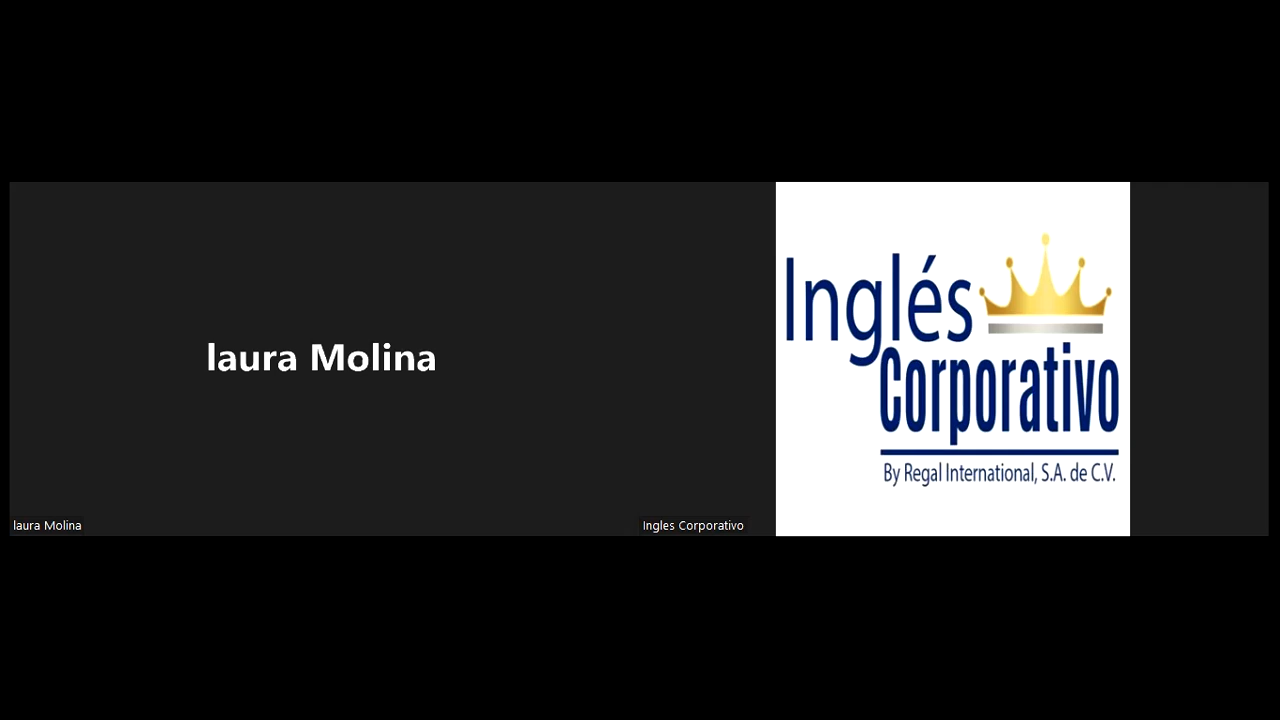 laura Molina
laura Molina
Ingles Corporativo
Inglés
Corporativo
By Regal International, S.A. de C.V.